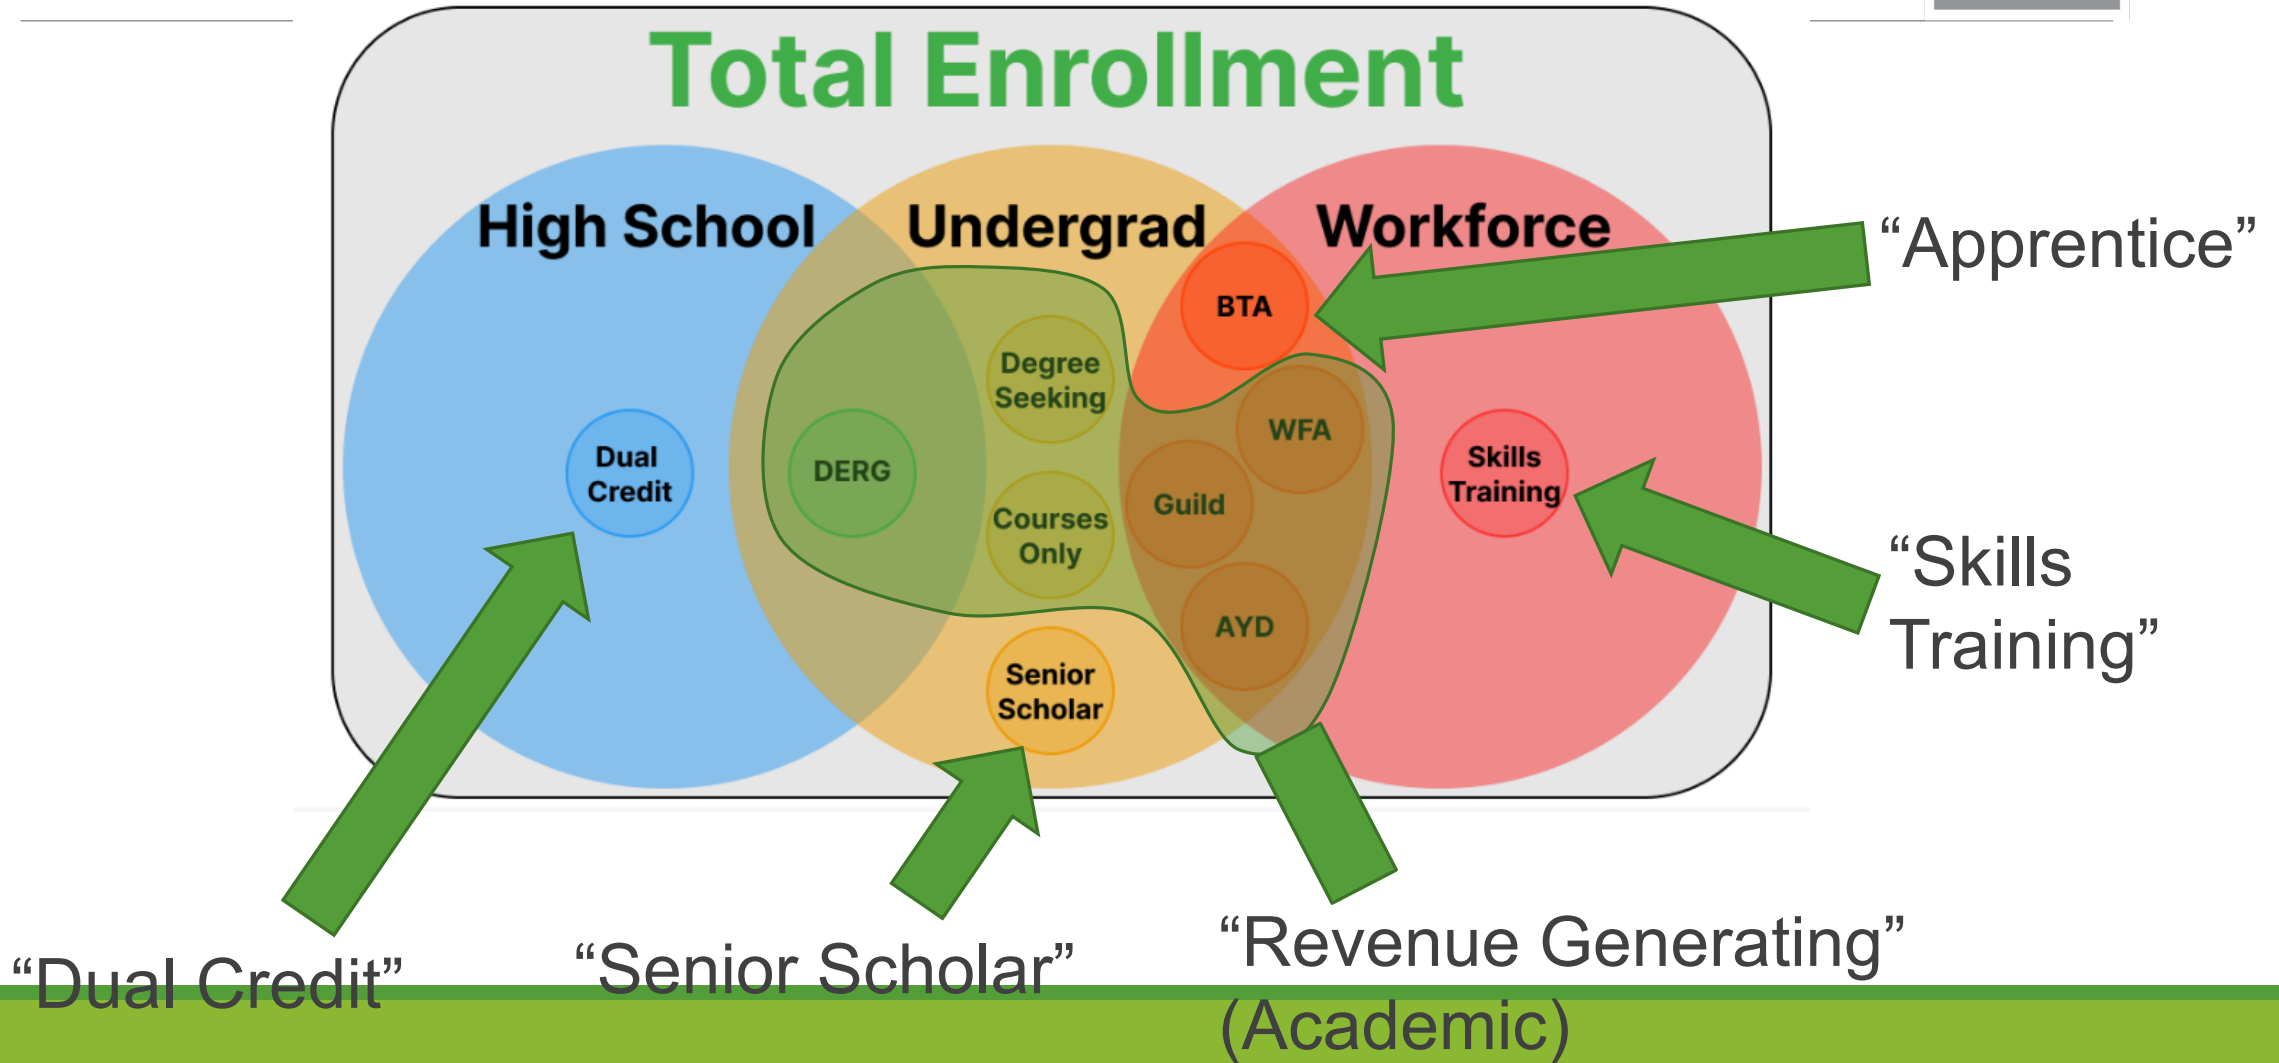 Total Enrollment
High School
Undergrad
Workforce
“Apprentice”
BTA
Degree
Seeking
WFA
Dual
Credit
DERG
Skills
Training
Courses
Only
Guild
“Skills
Training”
AYD
Senior
Scholar
“Dual Credit”
“Senior Scholar”
“Revenue Generating”
(Academic)